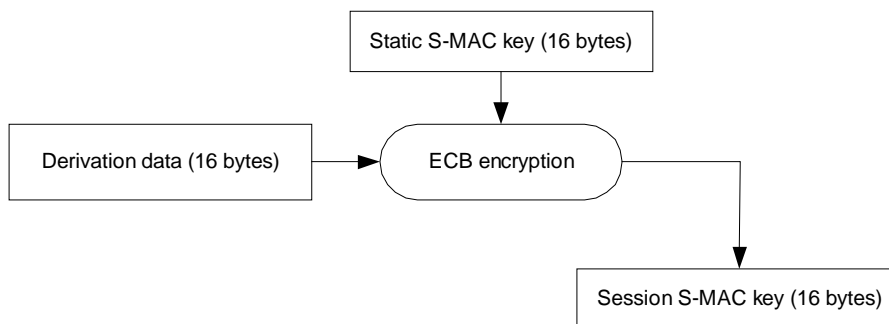 Static S-MAC key (16 bytes)
Derivation data (16 bytes)
ECB encryption
Session S-MAC key (16 bytes)